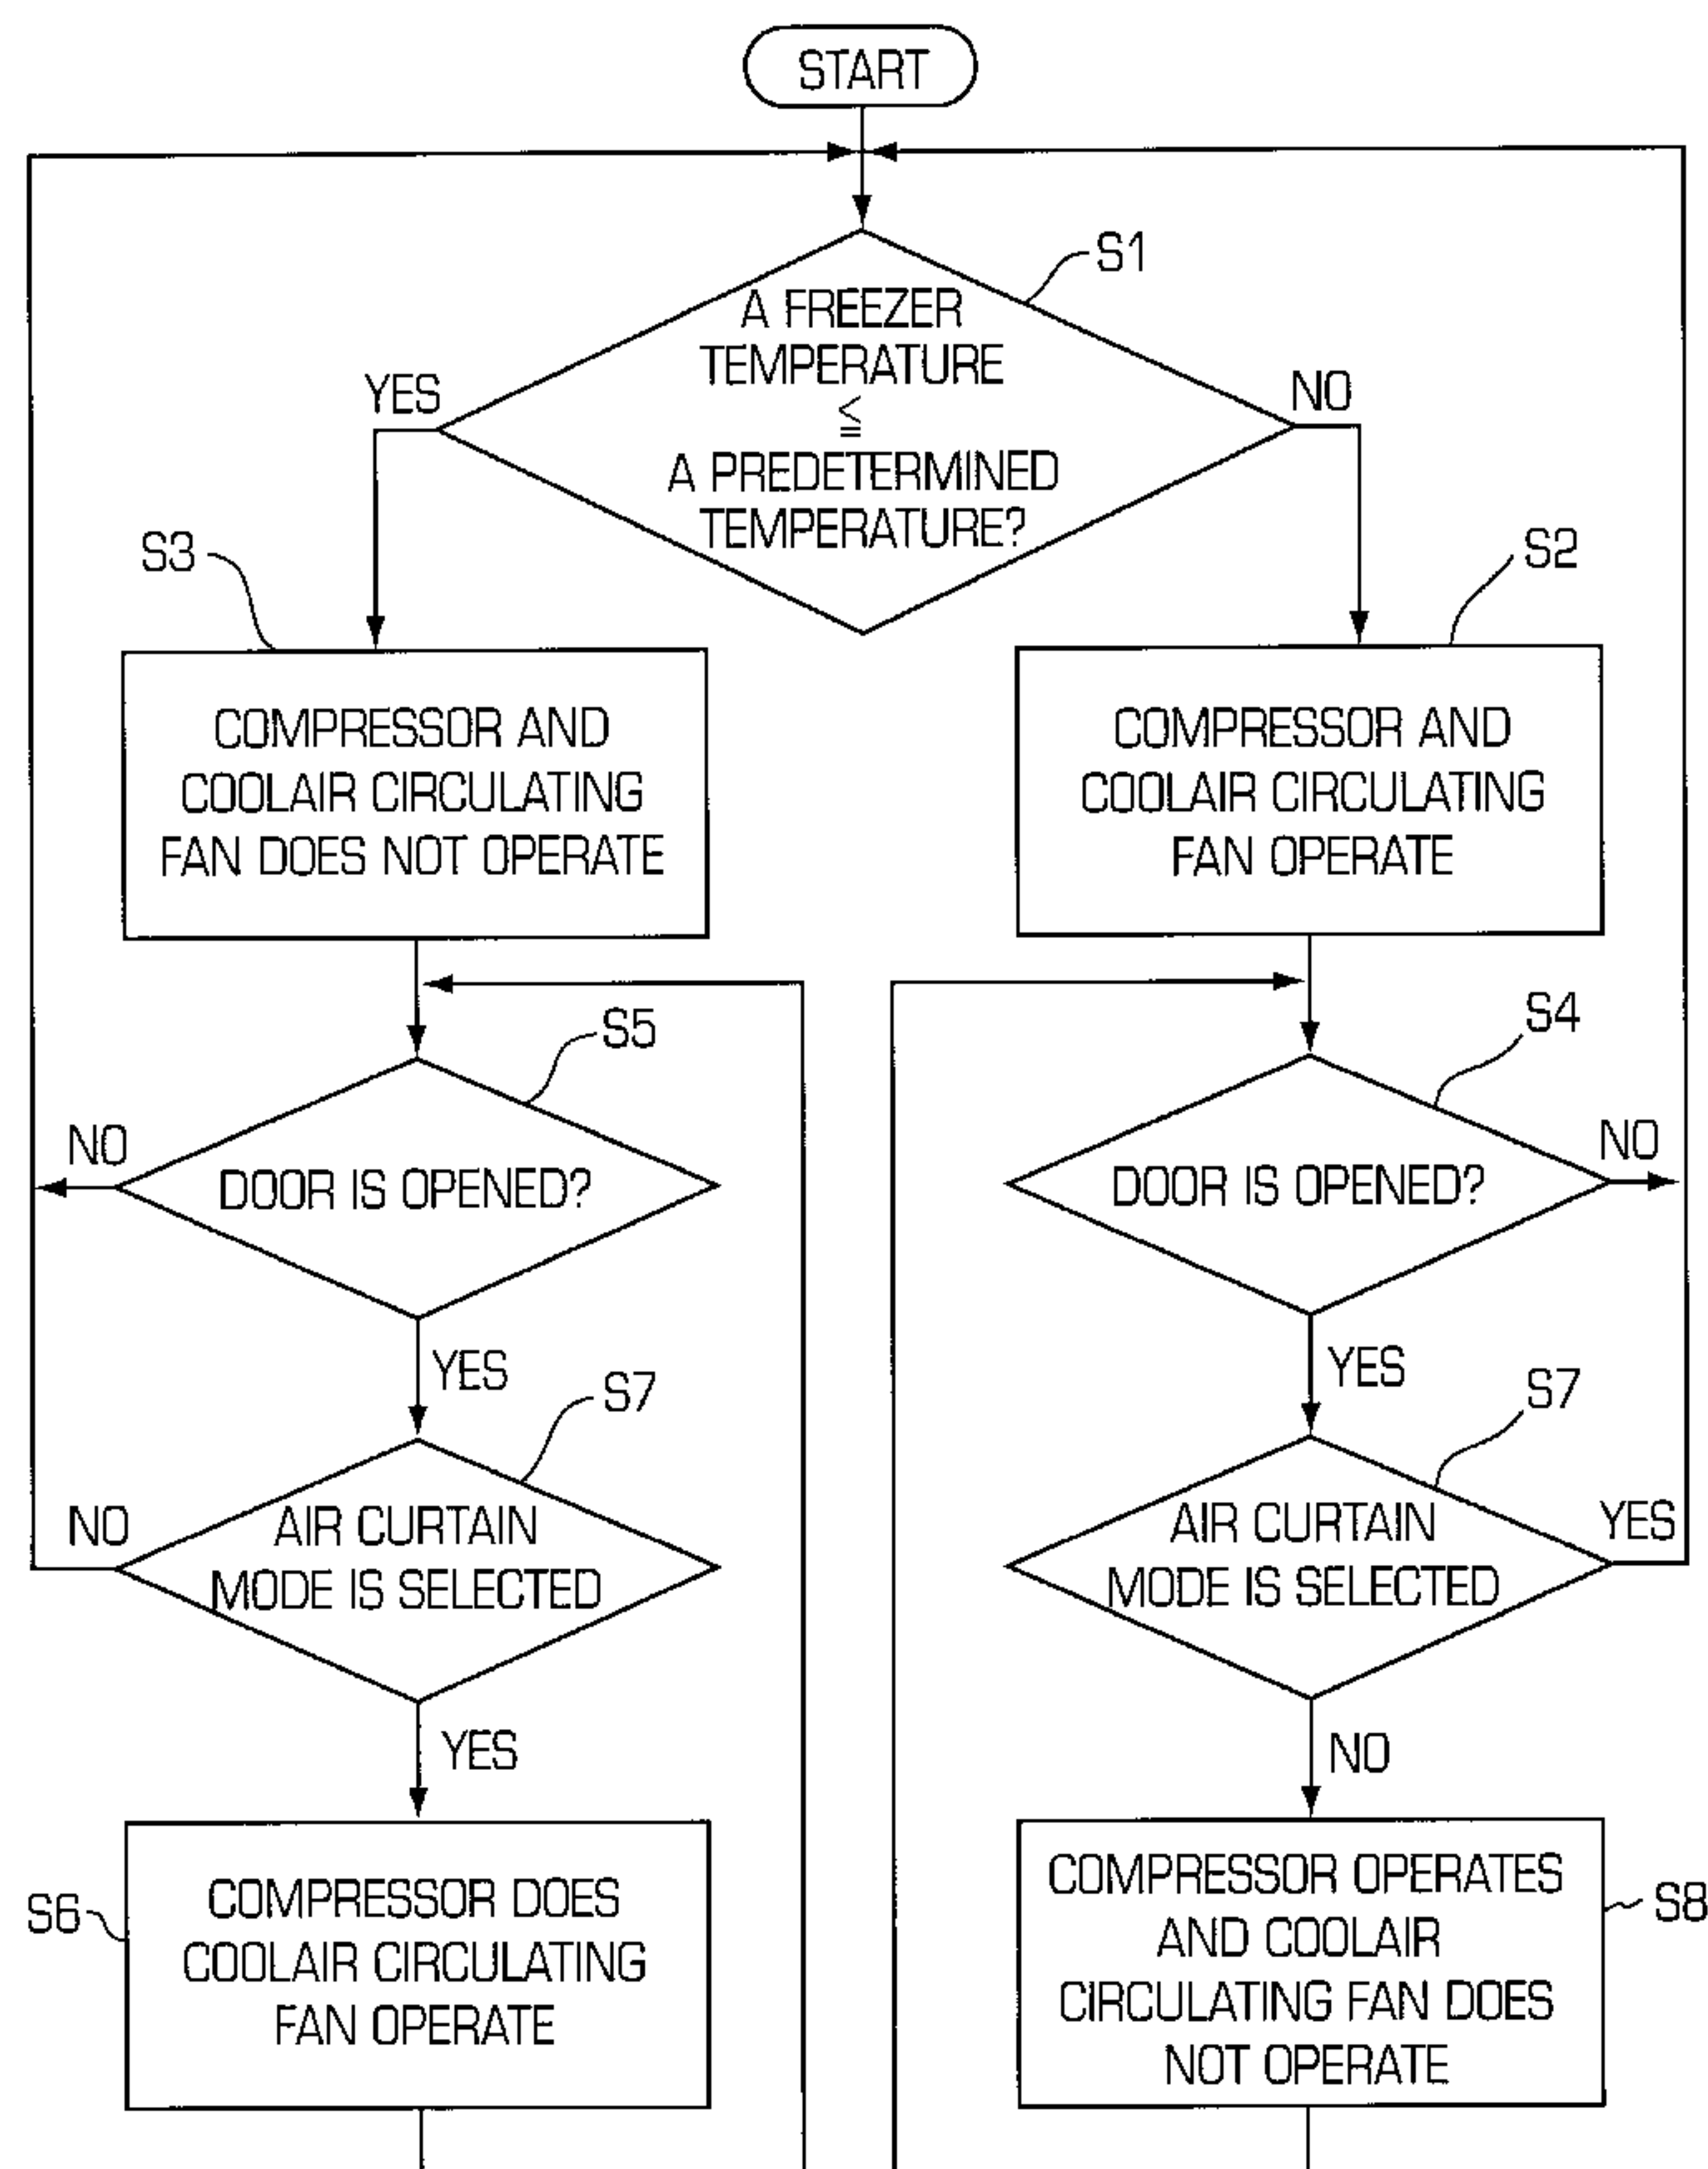 START
S1
A FREEZER
TEMPERATURE
≦
A PREDETERMINED
TEMPERATURE?
YES
NO
S3
S2
COMPRESSOR AND
COOLAIR CIRCULATING
FAN DOES NOT OPERATE
COMPRESSOR AND
COOLAIR CIRCULATING
FAN OPERATE
S5
S4
NO
DOOR IS OPENED?
DOOR IS OPENED?
NO
YES
YES
S7
S7
NO
AIR CURTAIN
MODE IS SELECTED
AIR CURTAIN
MODE IS SELECTED
YES
YES
NO
S6
COMPRESSOR DOES
COOLAIR CIRCULATING
FAN OPERATE
COMPRESSOR OPERATES
AND COOLAIR
CIRCULATING FAN DOES
NOT OPERATE
S8